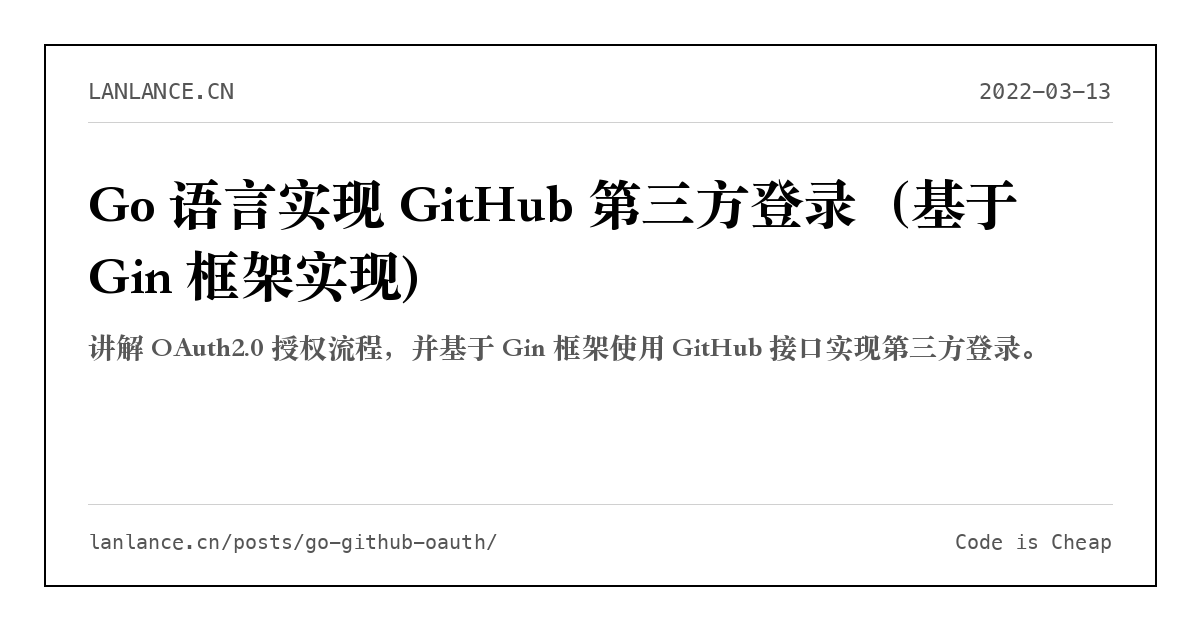 LANLANCE.CN
2022-03-13
Go 语言实现 GitHub 第三方登录（基于
Gin 框架实现)
讲解 OAuth2.0 授权流程，并基于 Gin 框架使用 GitHub 接口实现第三方登录。
lanlance.cn/posts/go-github-oauth/
Code is Cheap